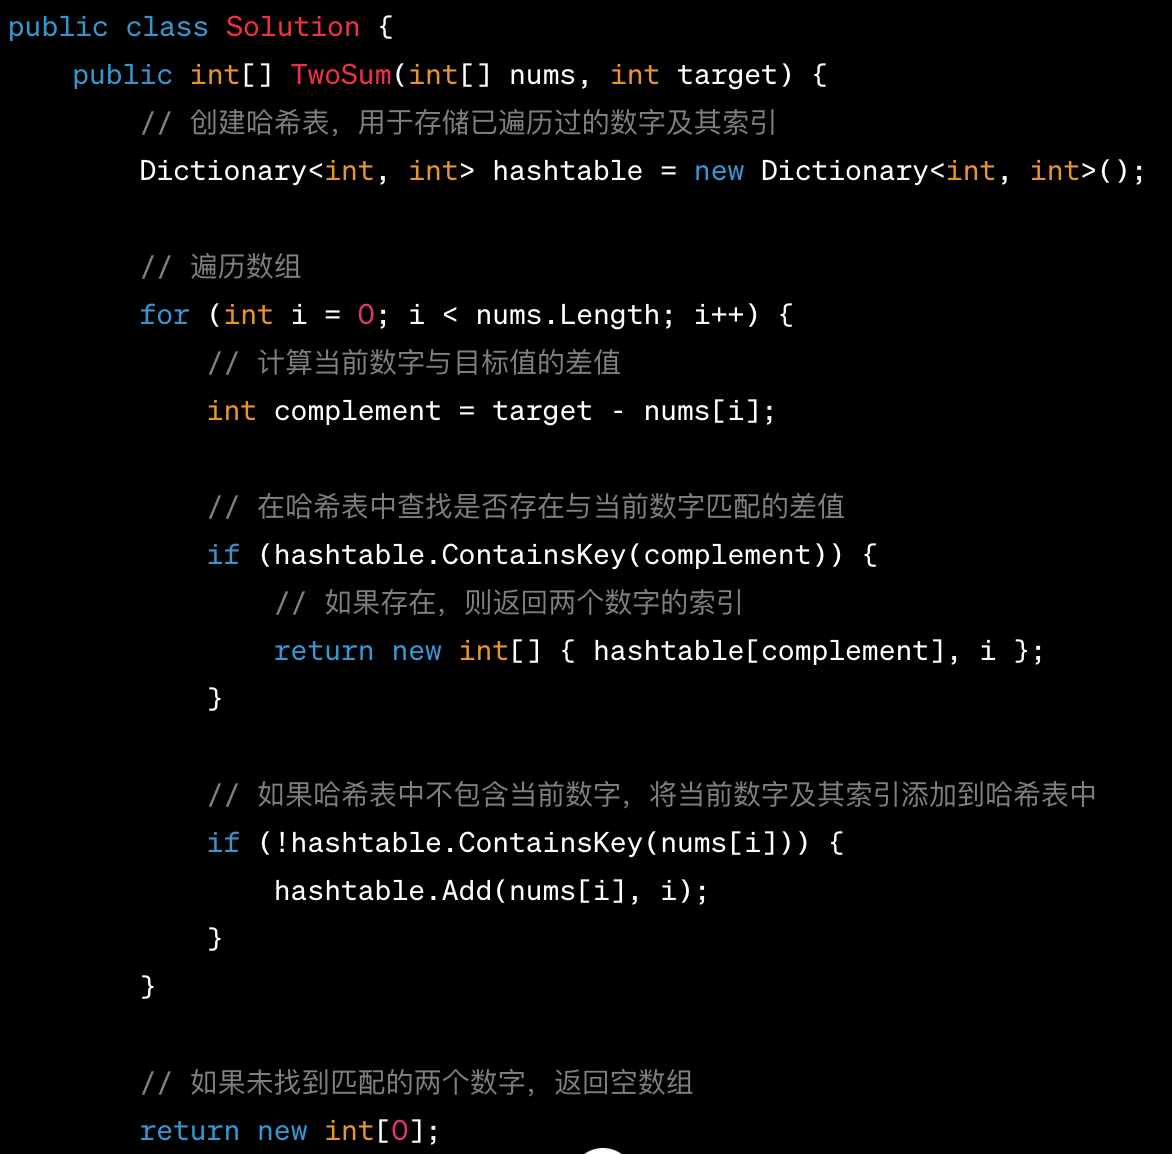 public class Solution {
    public int[] TwoSum(int[] nums, int target) {
        // 创建哈希表，用于存储已遍历过的数字及其索引
        Dictionary<int, int> hashtable = new Dictionary<int, int>();

        // 遍历数组
        for (int i = 0; i < nums.Length; i++) {
            // 计算当前数字与目标值的差值
            int complement = target - nums[i];

            // 在哈希表中查找是否存在与当前数字匹配的差值
            if (hashtable.ContainsKey(complement)) {
                // 如果存在，则返回两个数字的索引
                return new int[] { hashtable[complement], i };
            }

            // 如果哈希表中不包含当前数字，将当前数字及其索引添加到哈希表中
            if (!hashtable.ContainsKey(nums[i])) {
                hashtable.Add(nums[i], i);
            }
        }

        // 如果未找到匹配的两个数字，返回空数组
        return new int[0];